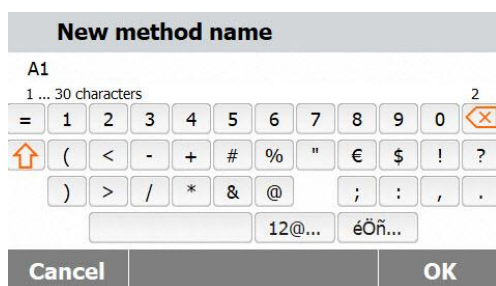 New method name
A1
1 ... 30 characters 2
= 1 2 3 4 5 6 7 8 9 0
( < - + # % " € $ ! ?
) > / * & @ ; : , .
12@... éÖñ...
Cancel OK